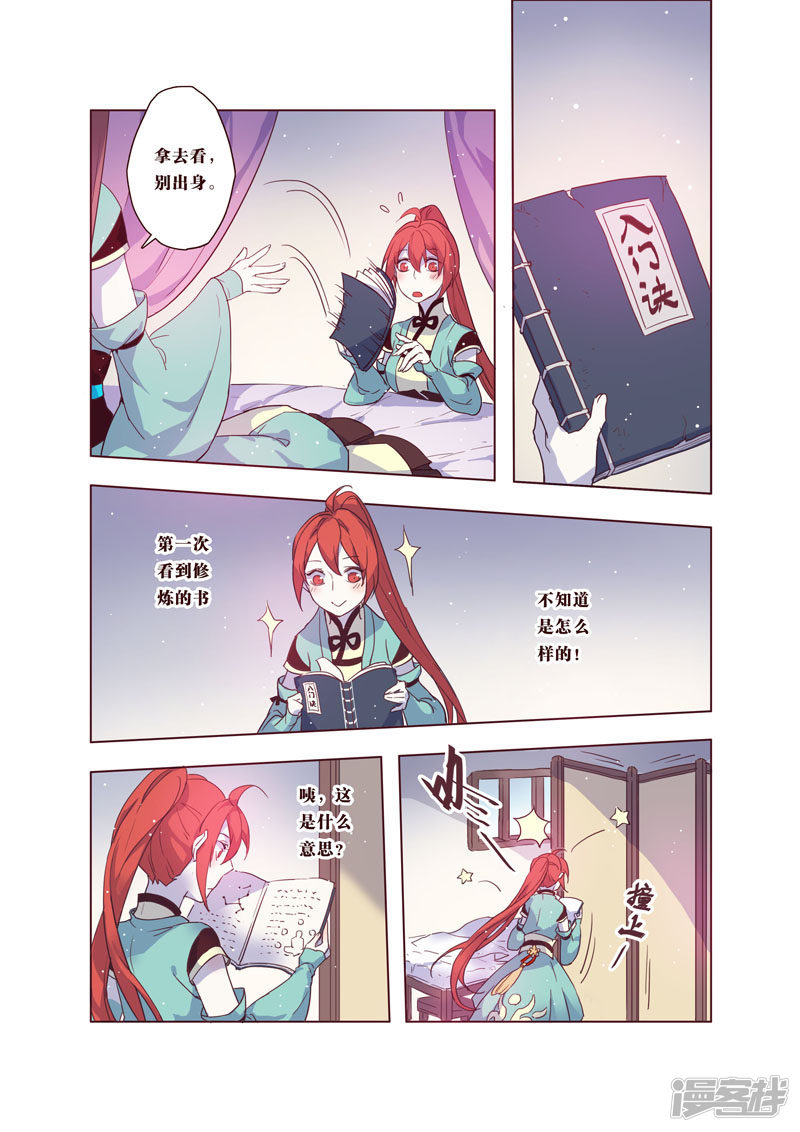 拿去看，
别出身。
入门诀
第一次
看到修
炼的书
不知道
是怎么
样的！
入门诀
咦，这
是什么
意思？
咚
撞上
漫客栈